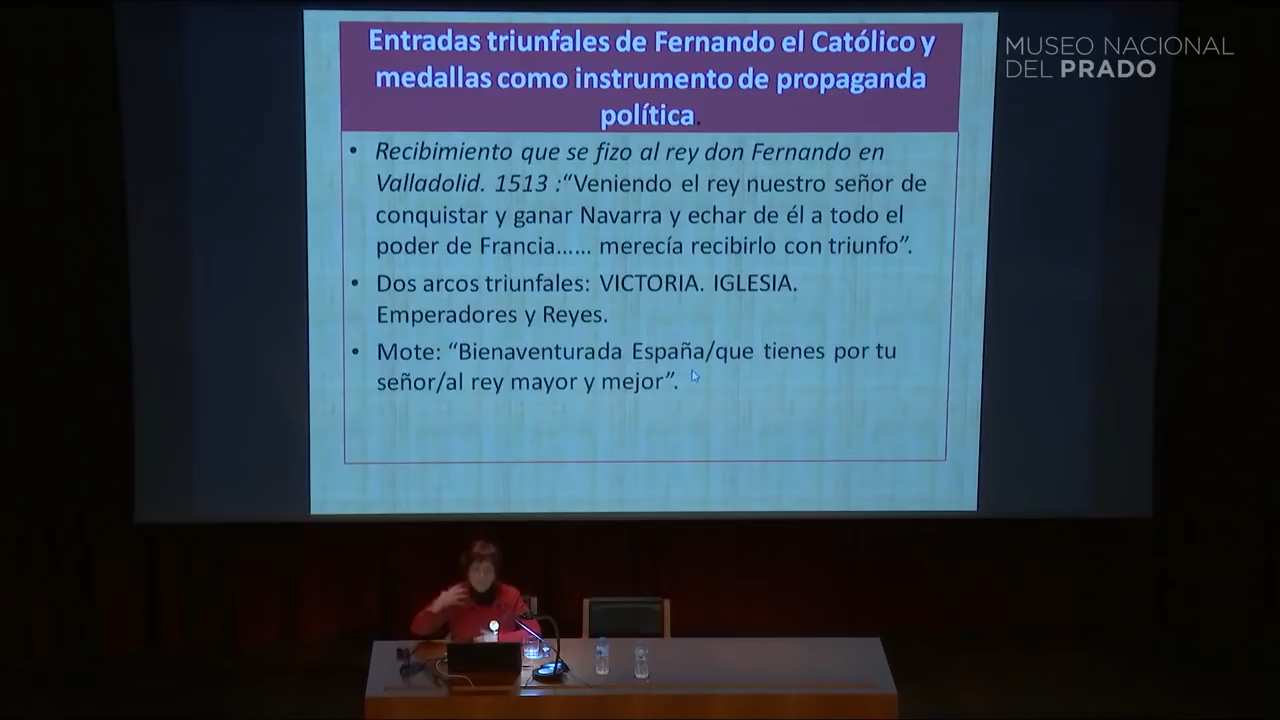 MUSEO NACIONAL
DEL PRADO
Entradas triunfales de Fernando el Católico y
medallas como instrumento de propaganda
política.
• Recibimiento que se fizo al rey don Fernando en
Valladolid. 1513 :“Veniendo el rey nuestro señor de
conquistar y ganar Navarra y echar de él a todo el
poder de Francia...... merecía recibirlo con triunfo”.
• Dos arcos triunfales: VICTORIA. IGLESIA.
Emperadores y Reyes.
• Mote: “Bienaventurada España/que tienes por tu
señor/al rey mayor y mejor”.